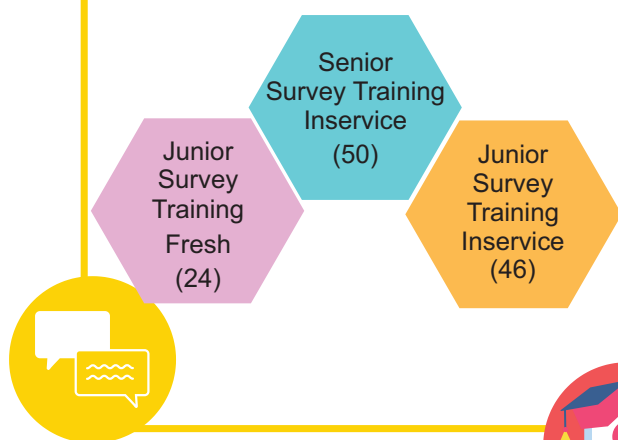 Senior
Survey Training
Inservice
(50)
Junior
Survey
Training
Fresh
(24)
Junior
Survey
Training
Inservice
(46)